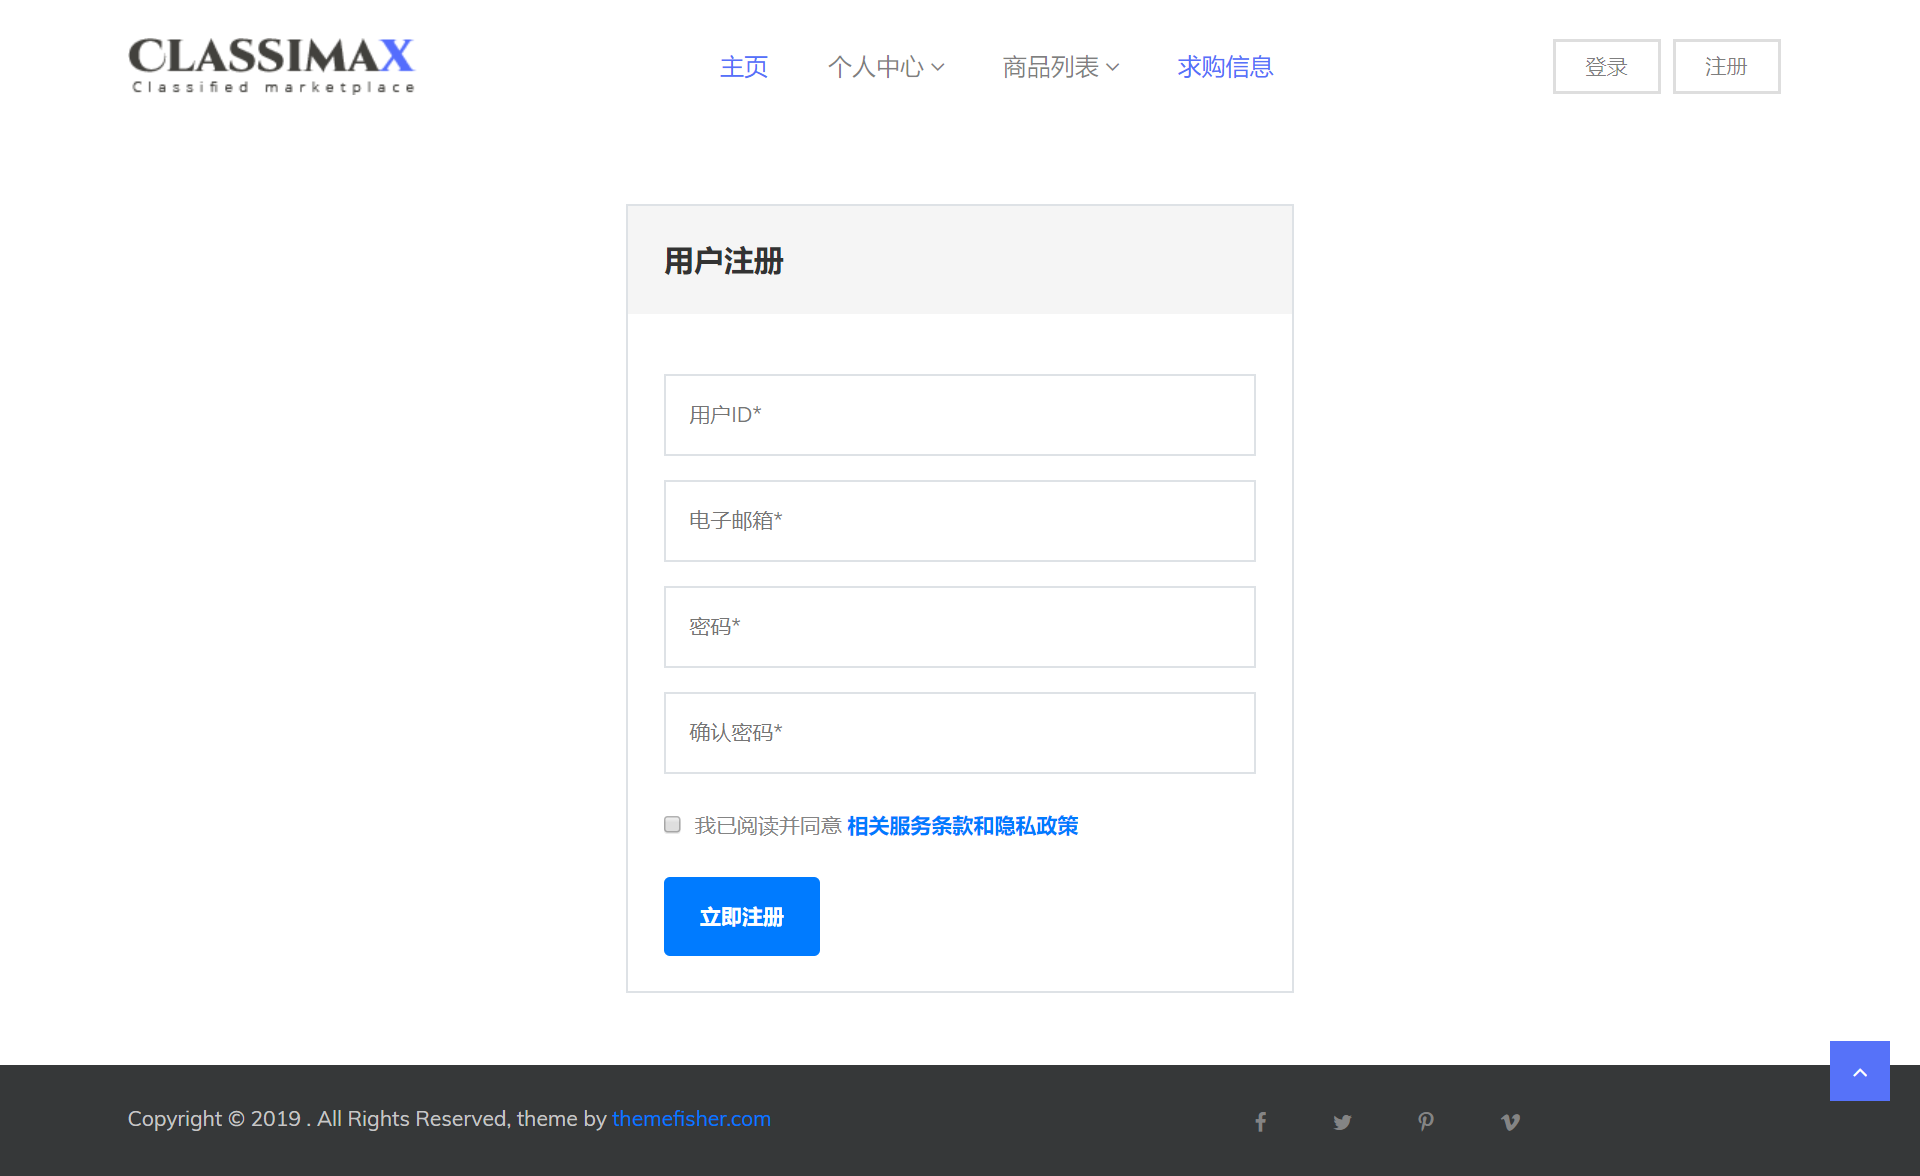 CLASSIMAX
Classified marketplace
主页
个人中心
商品列表
求购信息
登录
注册
用户注册
用户ID*
电子邮箱*
密码*
确认密码*
我已阅读并同意 相关服务条款和隐私政策
立即注册
Copyright © 2019 . All Rights Reserved, theme by themefisher.com